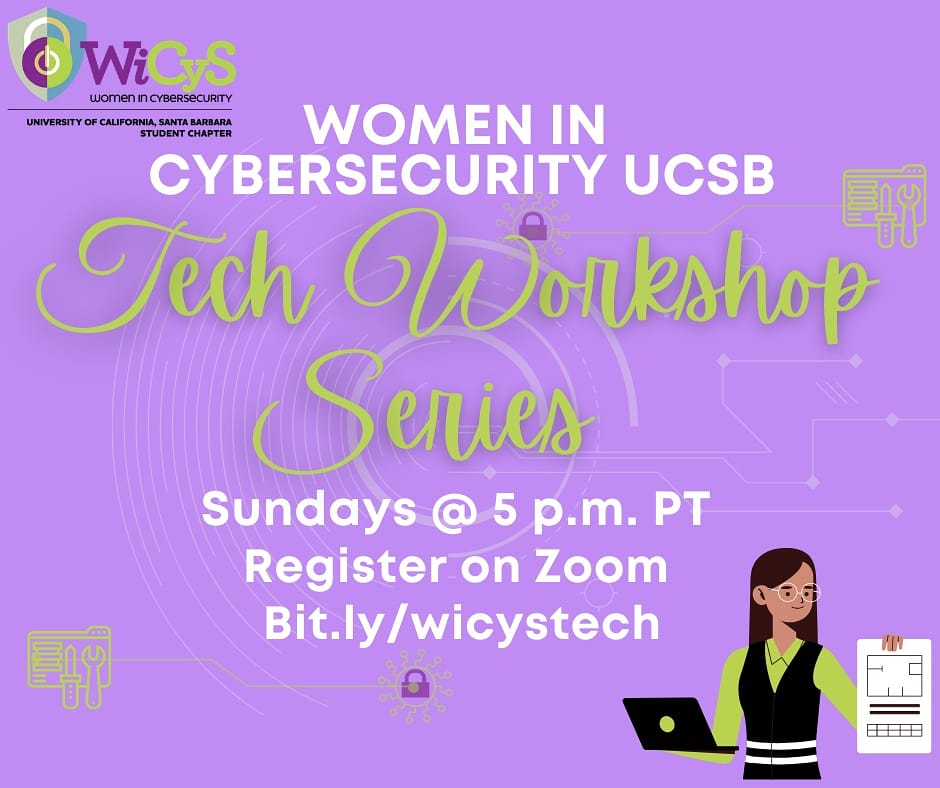 WiCyS
WOMEN IN CYBERSECURITY
UNIVERSITY OF CALIFORNIA, SANTA BARBARA
STUDENT CHAPTER
WOMEN IN
CYBERSECURITY UCSB
Tech Workshop
Series
Sundays @ 5 p.m. PT
Register on Zoom
Bit.ly/wicystech